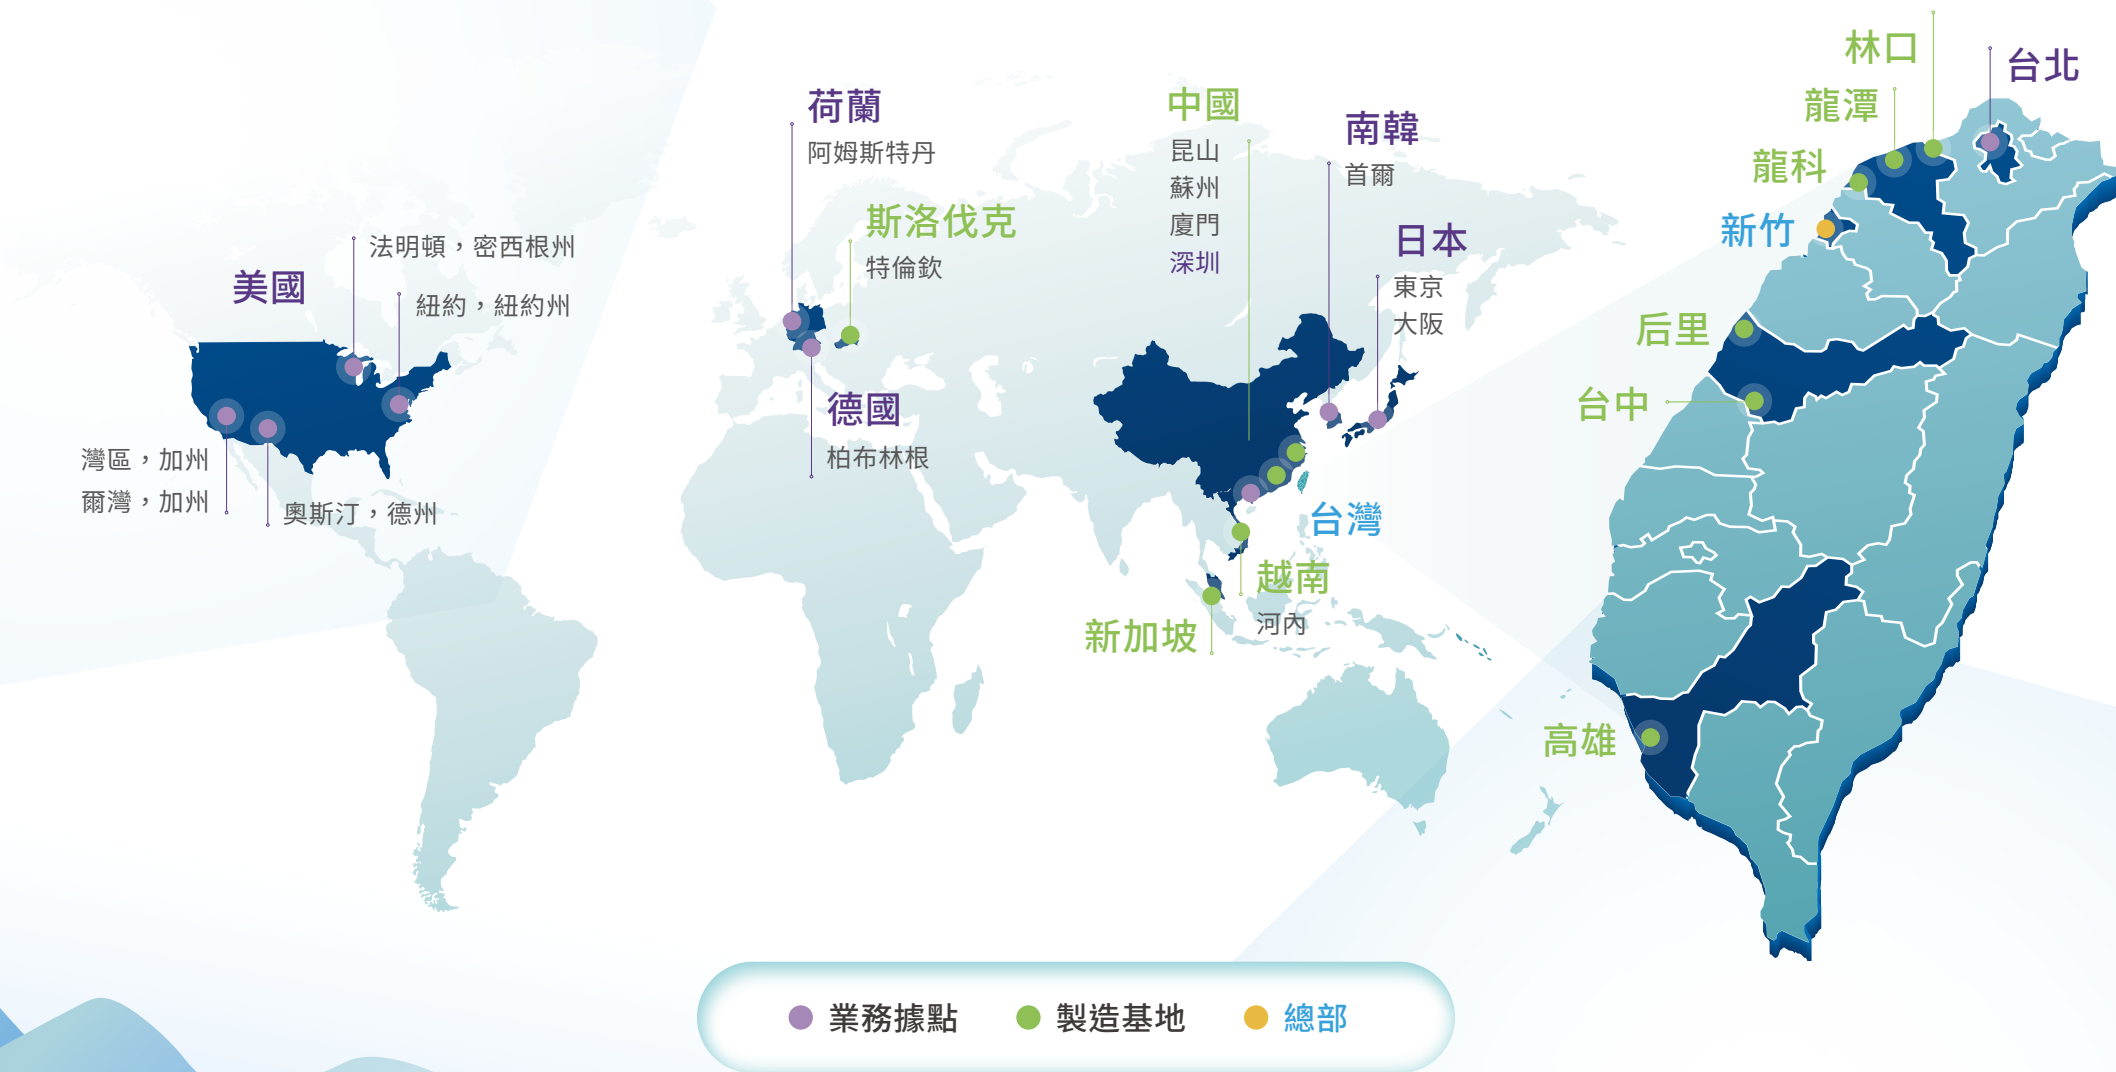 美國
法明頓，密西根州
紐約，紐約州
灣區，加州
爾灣，加州
奧斯汀，德州
荷蘭
阿姆斯特丹
斯洛伐克
特倫欽
德國
柏布林根
中國
昆山
蘇州
廈門
深圳
南韓
首爾
日本
東京
大阪
台灣
越南
河內
新加坡
林口
台北
龍潭
龍科
新竹
后里
台中
高雄
業務據點
製造基地
總部